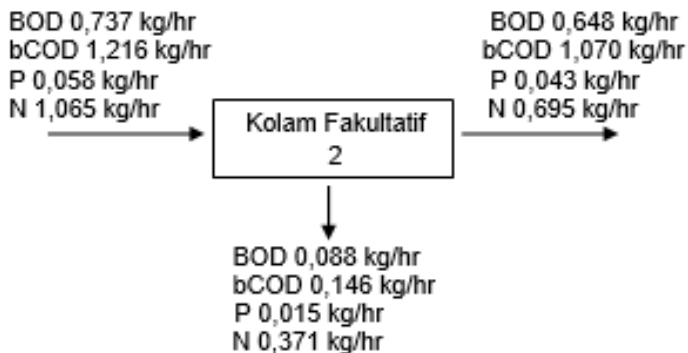 BOD 0,737 kg/hr
bCOD 1,216 kg/hr
P 0,058 kg/hr
N 1,065 kg/hr
Kolam Fakultatif
2
BOD 0,648 kg/hr
bCOD 1,070 kg/hr
P 0,043 kg/hr
N 0,695 kg/hr
BOD 0,088 kg/hr
bCOD 0,146 kg/hr
P 0,015 kg/hr
N 0,371 kg/hr